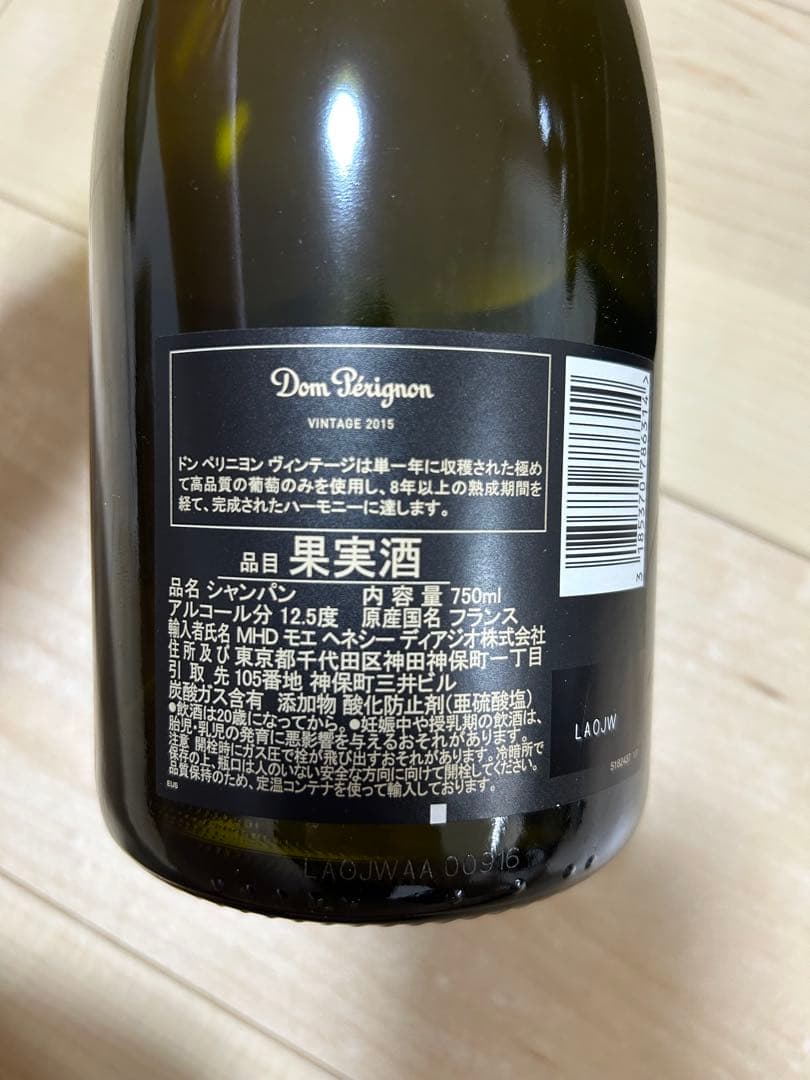 Dom Pérignon
VINTAGE 2015
ドン ペリニヨン ヴィンテージは単一年に収穫された極め
て高品質の葡萄のみを使用し、8年以上の熟成期間を
経て、完成されたハーモニーに達します。
品目 果実酒
品名 シャンパン 内容量 750ml
アルコール分 12.5度 原産国名 フランス
輸入者氏名 MHD モエ ヘネシー ディアジオ株式会社
住所及び 東京都千代田区神田神保町一丁目
引取先 105番地 神保町三井ビル
炭酸ガス含有 添加物 酸化防止剤(亜硫酸塩)
●飲酒は20歳になってから。●妊娠中や授乳期の飲酒は、
胎児・乳児の発育に悪影響を与えるおそれがあります。
注意 開栓時にガス圧で栓が飛び出すおそれがあります。冷暗所で
保存の上、瓶口は人のいない安全な方向に向けて開栓してください。
品質保持のため、定温コンテナを使って輸入しております。
EUS
3 185370 786314>
LAOJW
LAOJWAA 00916